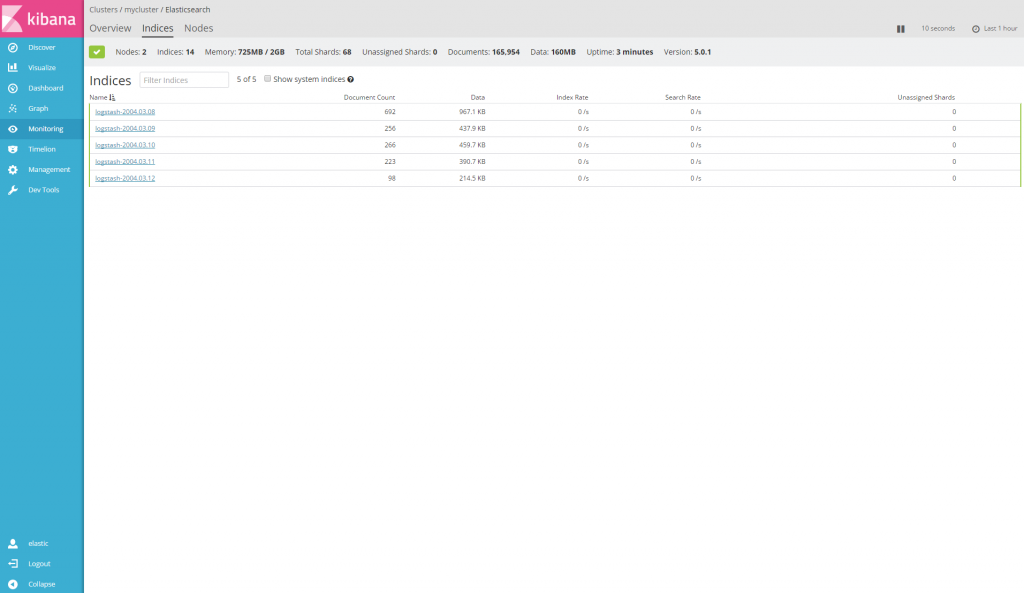 kibana
Clusters / mycluster / Elasticsearch
Overview Indices Nodes
10 seconds Last 1 hour
Discover
Visualize
Dashboard
Graph
Monitoring
Timelion
Management
Dev Tools
elastic
Logout
Collapse
Nodes: 2 Indices: 14 Memory: 725MB / 2GB Total Shards: 68 Unassigned Shards: 0 Documents: 165,954 Data: 160MB Uptime: 3 minutes Version: 5.0.1
Indices Filter Indices 5 of 5 Show system indices
Name Document Count Data Index Rate Search Rate Unassigned Shards
logstash-2004.03.08 692 967.1 KB 0 /s 0 /s 0
logstash-2004.03.09 256 437.9 KB 0 /s 0 /s 0
logstash-2004.03.10 266 459.7 KB 0 /s 0 /s 0
logstash-2004.03.11 223 390.7 KB 0 /s 0 /s 0
logstash-2004.03.12 98 214.5 KB 0 /s 0 /s 0